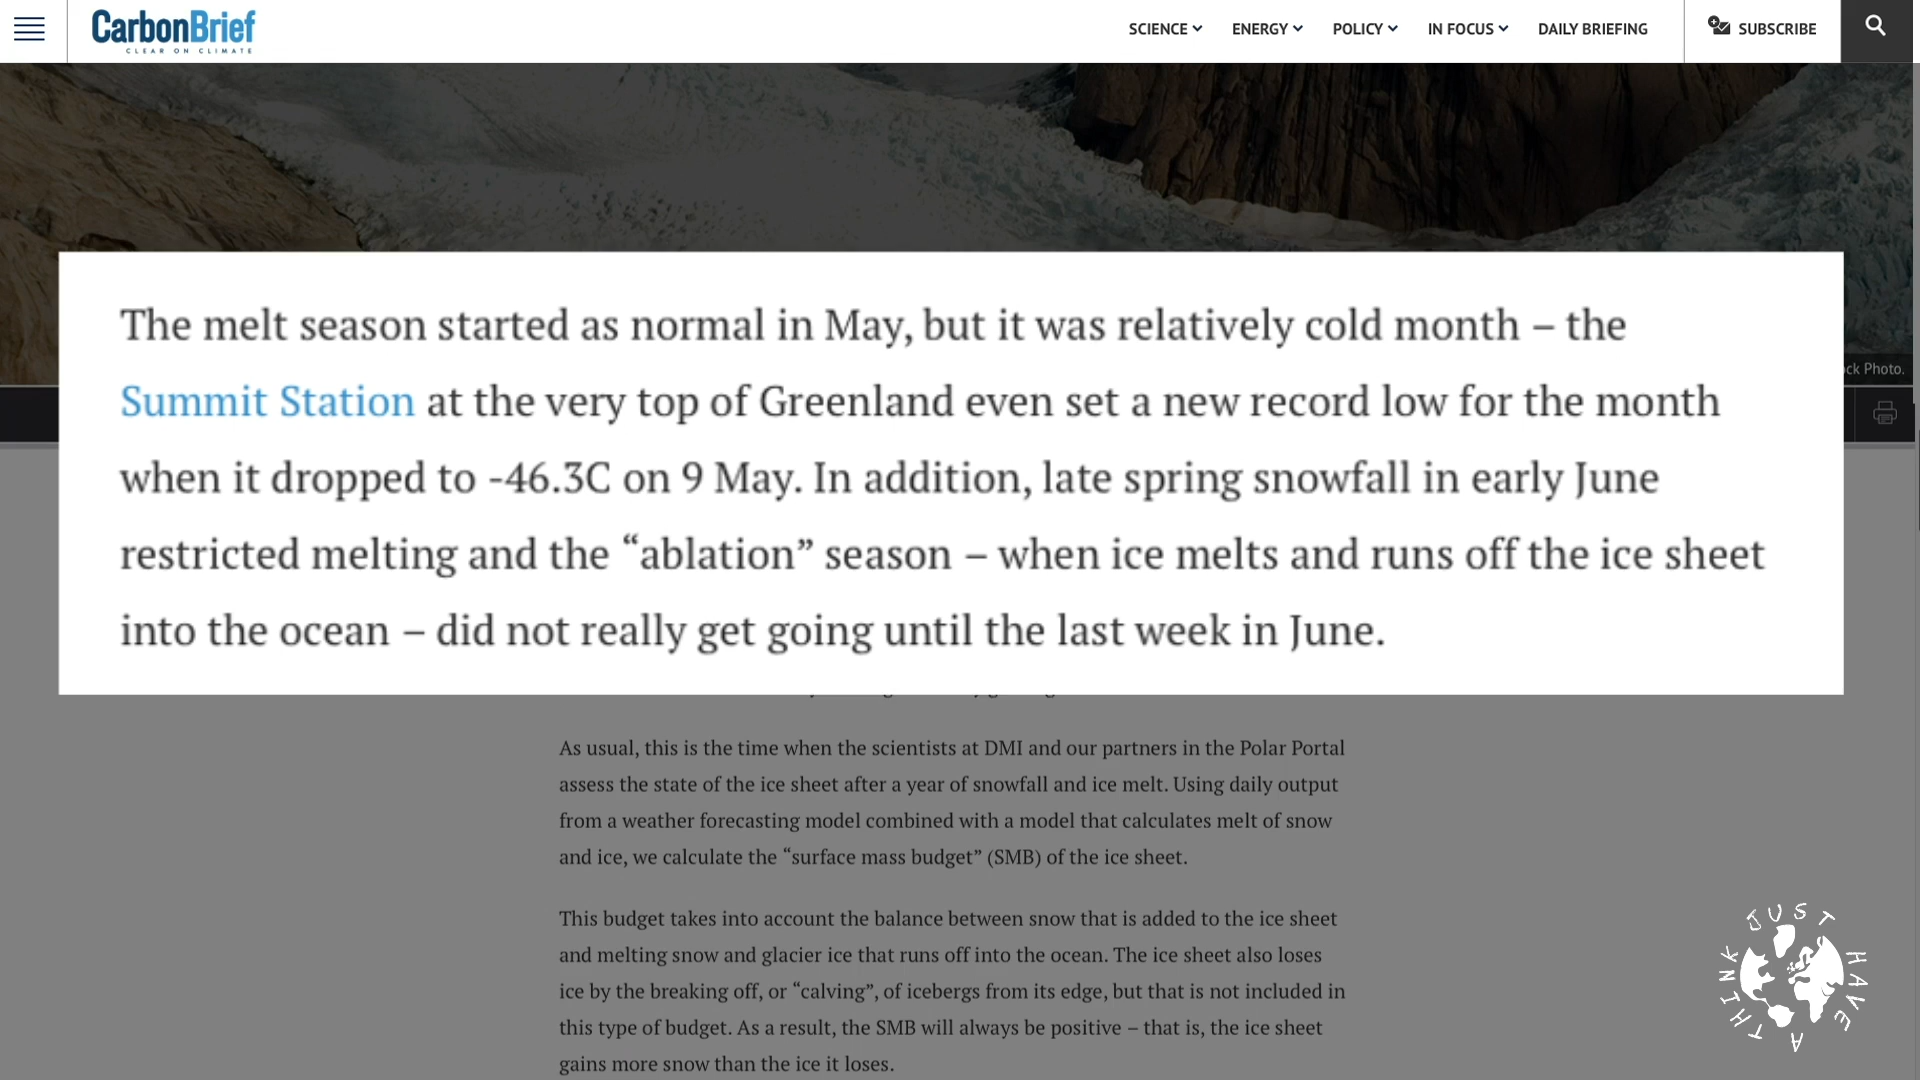 CarbonBrief
CLEAR ON CLIMATE
SCIENCE
ENERGY
POLICY
IN FOCUS
DAILY BRIEFING
SUBSCRIBE
ck Photo.
The melt season started as normal in May, but it was relatively cold month – the
Summit Station at the very top of Greenland even set a new record low for the month
when it dropped to -46.3C on 9 May. In addition, late spring snowfall in early June
restricted melting and the “ablation” season – when ice melts and runs off the ice sheet
into the ocean – did not really get going until the last week in June.
As usual, this is the time when the scientists at DMI and our partners in the Polar Portal
assess the state of the ice sheet after a year of snowfall and ice melt. Using daily output
from a weather forecasting model combined with a model that calculates melt of snow
and ice, we calculate the “surface mass budget” (SMB) of the ice sheet.
This budget takes into account the balance between snow that is added to the ice sheet
and melting snow and glacier ice that runs off into the ocean. The ice sheet also loses
ice by the breaking off, or “calving”, of icebergs from its edge, but that is not included in
this type of budget. As a result, the SMB will always be positive – that is, the ice sheet
gains more snow than the ice it loses.
JUST HAVE A THINK